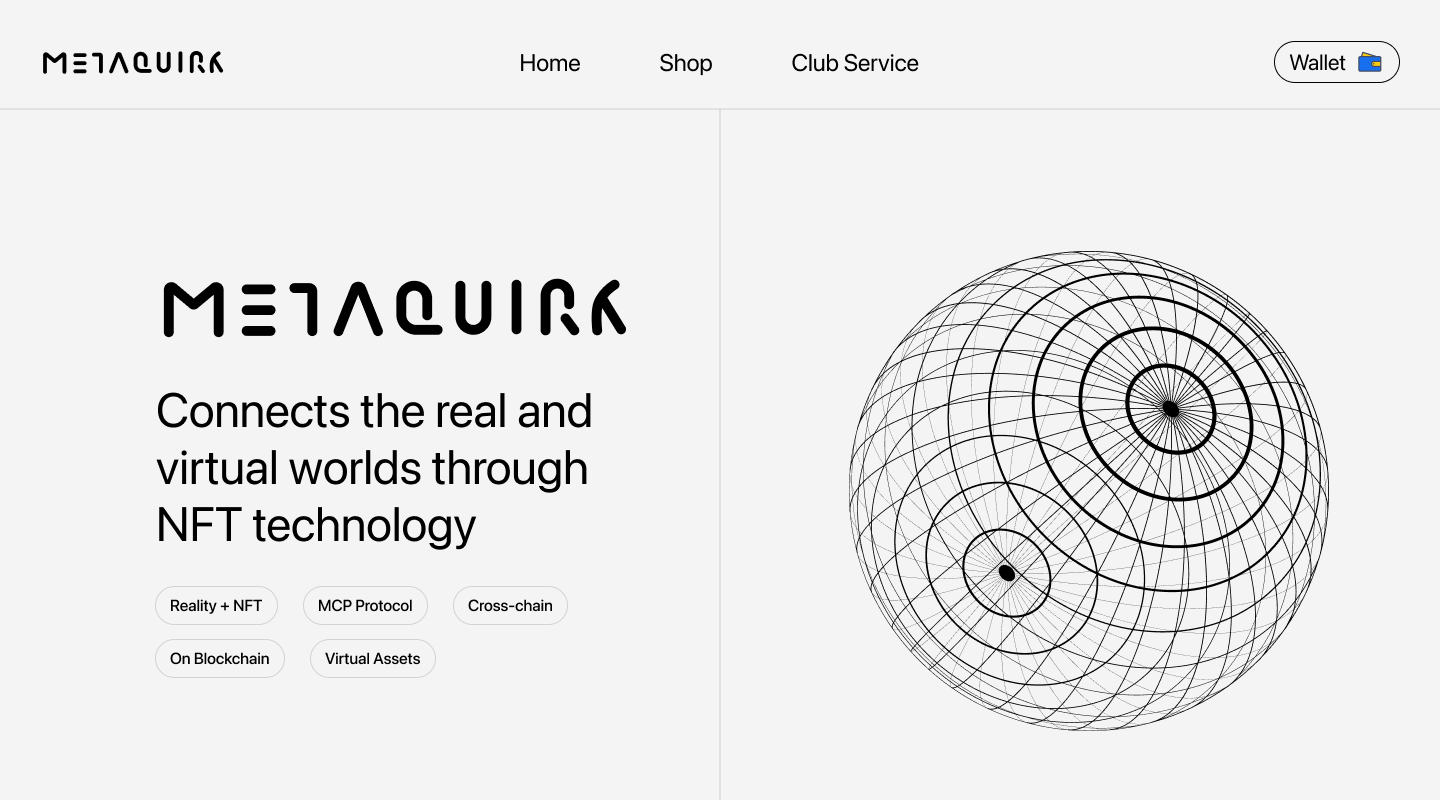 METAQUIRK
Home
Shop
Club Service
Wallet
METAQUIRK
Connects the real and
virtual worlds through
NFT technology
Reality + NFT
MCP Protocol
Cross-chain
On Blockchain
Virtual Assets